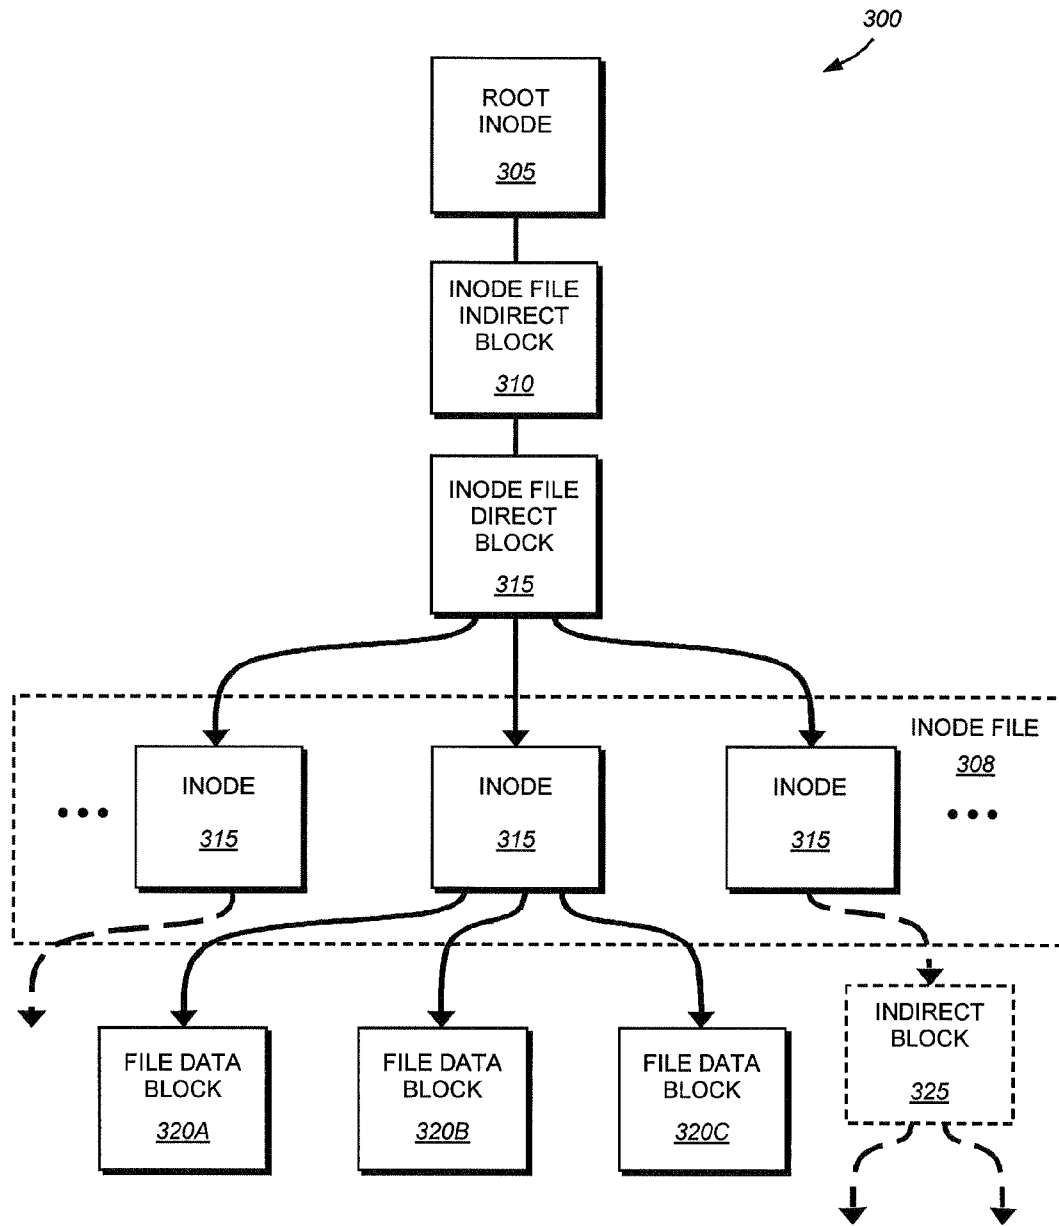 300
ROOT
INODE
305
INODE FILE
INDIRECT
BLOCK
310
INODE FILE
DIRECT
BLOCK
315
INODE FILE
308
INODE
315
INODE
315
INODE
315
FILE DATA
BLOCK
320A
FILE DATA
BLOCK
320B
FILE DATA
BLOCK
320C
INDIRECT
BLOCK
325